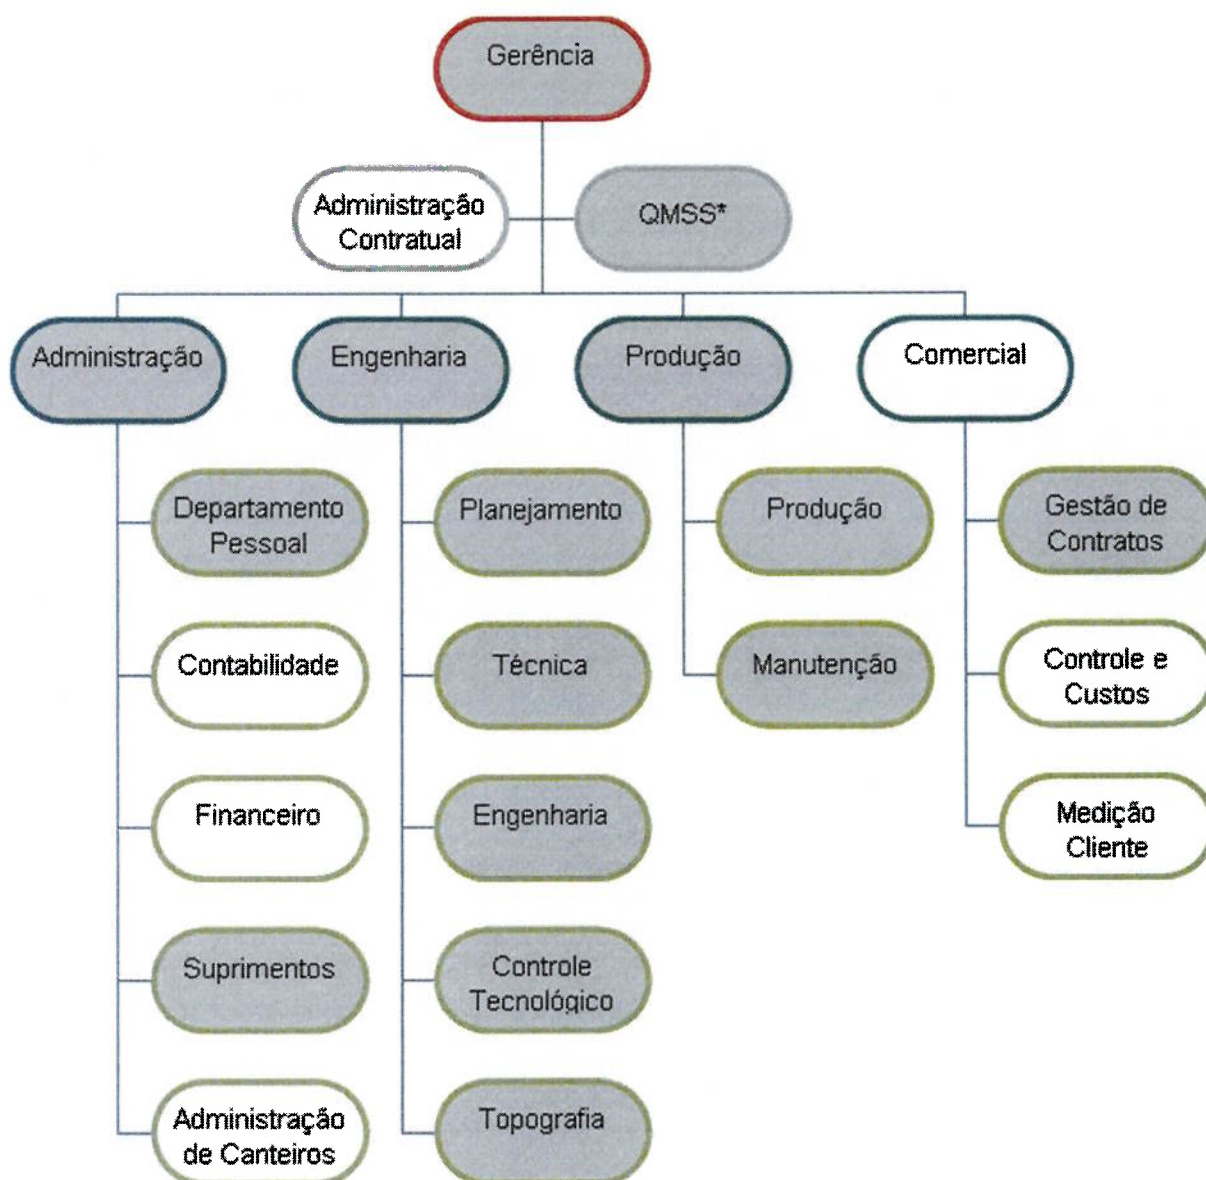 Gerência
Administração
Contratual
QMSS*
Administração
Engenharia
Produção
Comercial
Departamento
Pessoal
Planejamento
Produção
Gestão de
Contratos
Contabilidade
Técnica
Manutenção
Controle e
Custos
Financeiro
Engenharia
Medição
Cliente
Suprimentos
Controle
Tecnológico
Administração
de Canteiros
Topografia